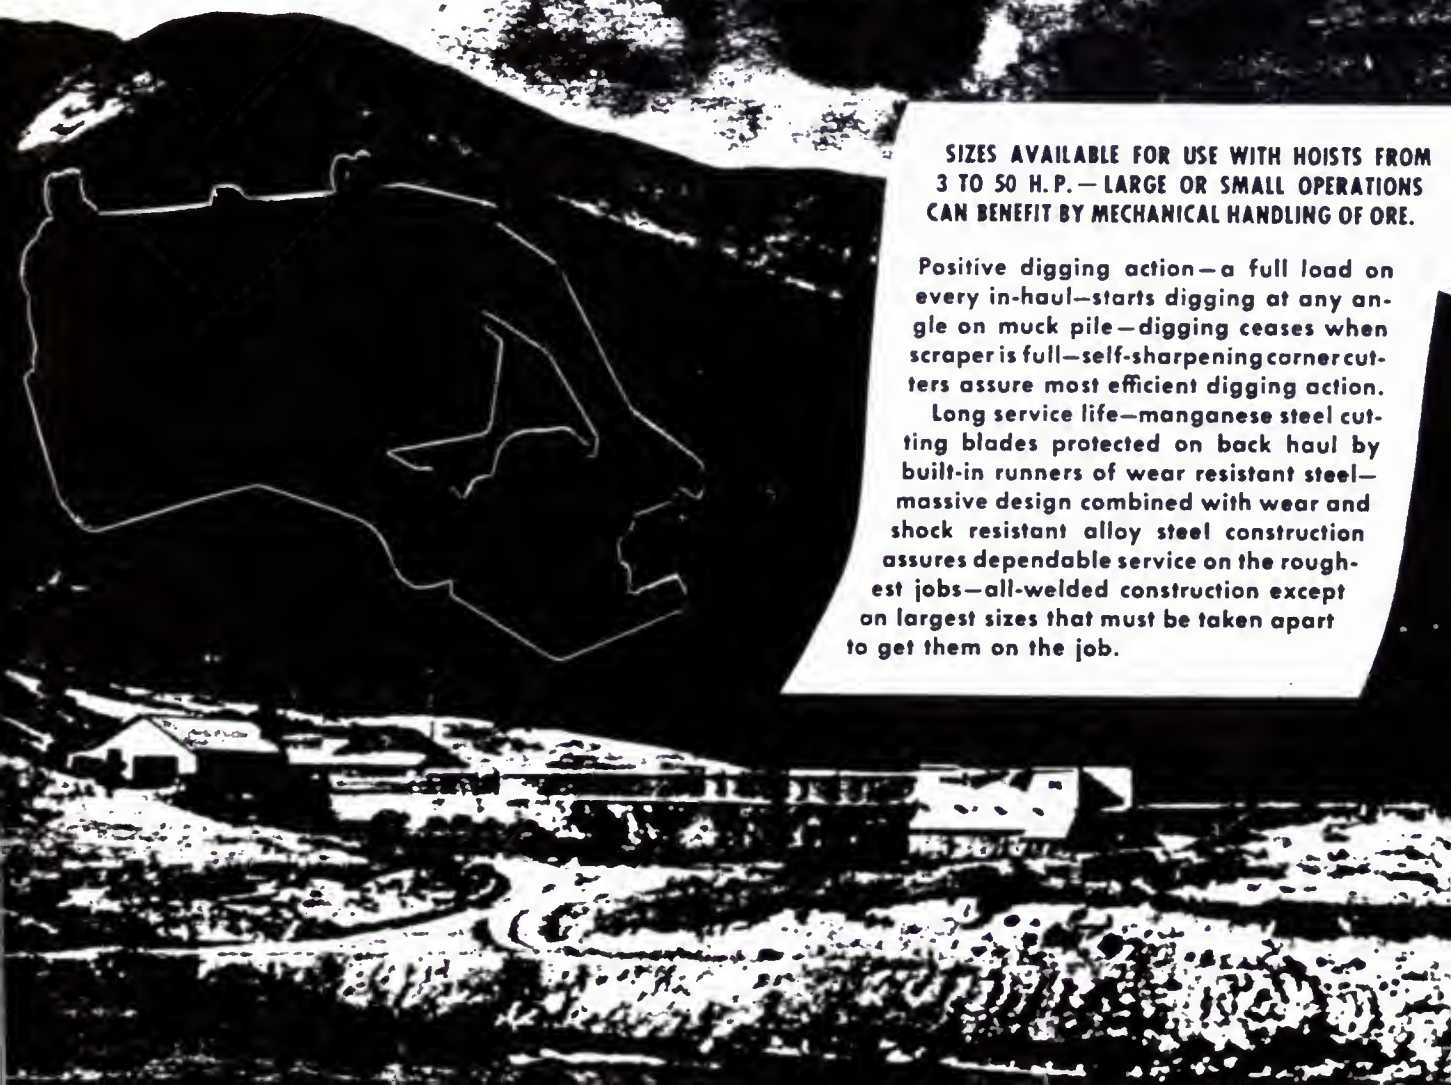 SIZES AVAILABLE FOR USE WITH HOISTS FROM
3 TO 50 H.P.—LARGE OR SMALL OPERATIONS
CAN BENEFIT BY MECHANICAL HANDLING OF ORE.
Positive digging action—a full load on
every in-haul—starts digging at any an-
gle on muck pile—digging ceases when
scraper is full—self-sharpening corner cut-
ters assure most efficient digging action.
Long service life—manganese steel cut-
ting blades protected on back haul by
built-in runners of wear resistant steel—
massive design combined with wear and
shock resistant alloy steel construction
assures dependable service on the rough-
est jobs—all-welded construction except
on largest sizes that must be taken apart
to get them on the job.